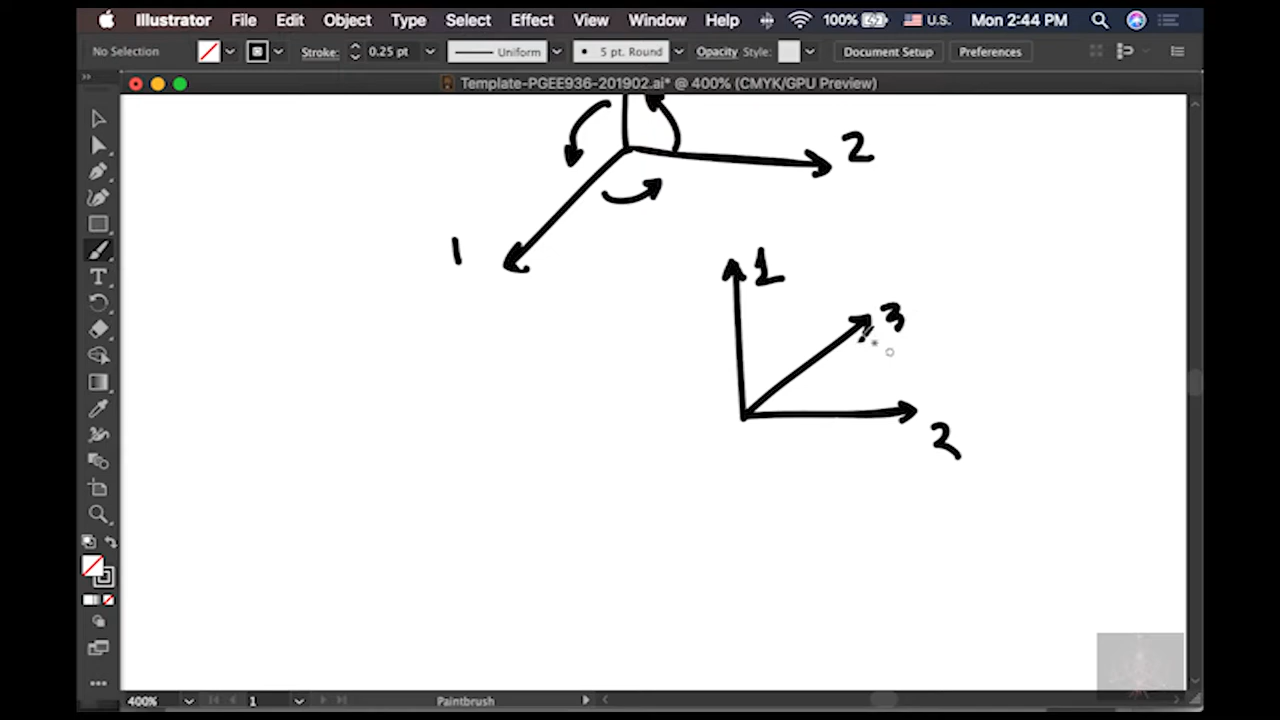 Illustrator File Edit Object Type Select Effect View Window Help 100% U.S. Mon 2:44 PM
No Selection Stroke: 0.25 pt Uniform 5 pt. Round Opacity Style: Document Setup Preferences
Template-PGEE936-201902.ai* @ 400% (CMYK/GPU Preview)
2
1
1
3
2
400% 1 Paintbrush